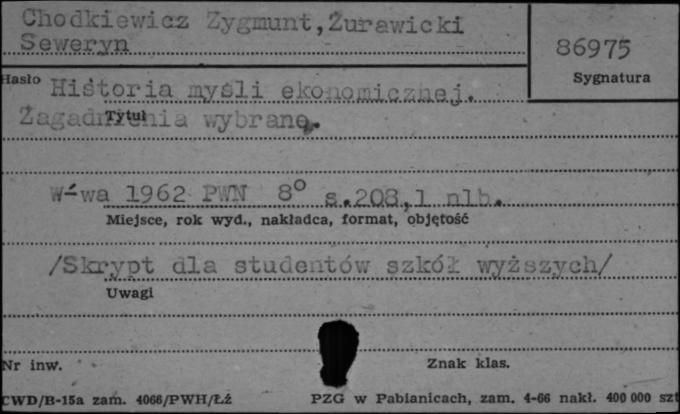 Chodkiewicz Zygmunt, Żurawicki
Seweryn
86975
Sygnatura
Hasło
Historia myśli ekonomicznej.
Zagadnienia wybrane.
Tytuł
W-wa 1962 PWN 8° s.208,1 nlb.
Miejsce, rok wyd., nakładca, format, objętość
/Skrypt dla studentów szkół wyższych/
Uwagi
Nr inw.
Znak klas.
CWD/B-15a zam. 4066/PWH/Łź
PZG w Pabianicach, zam. 4-66 nakł. 400 000 szt